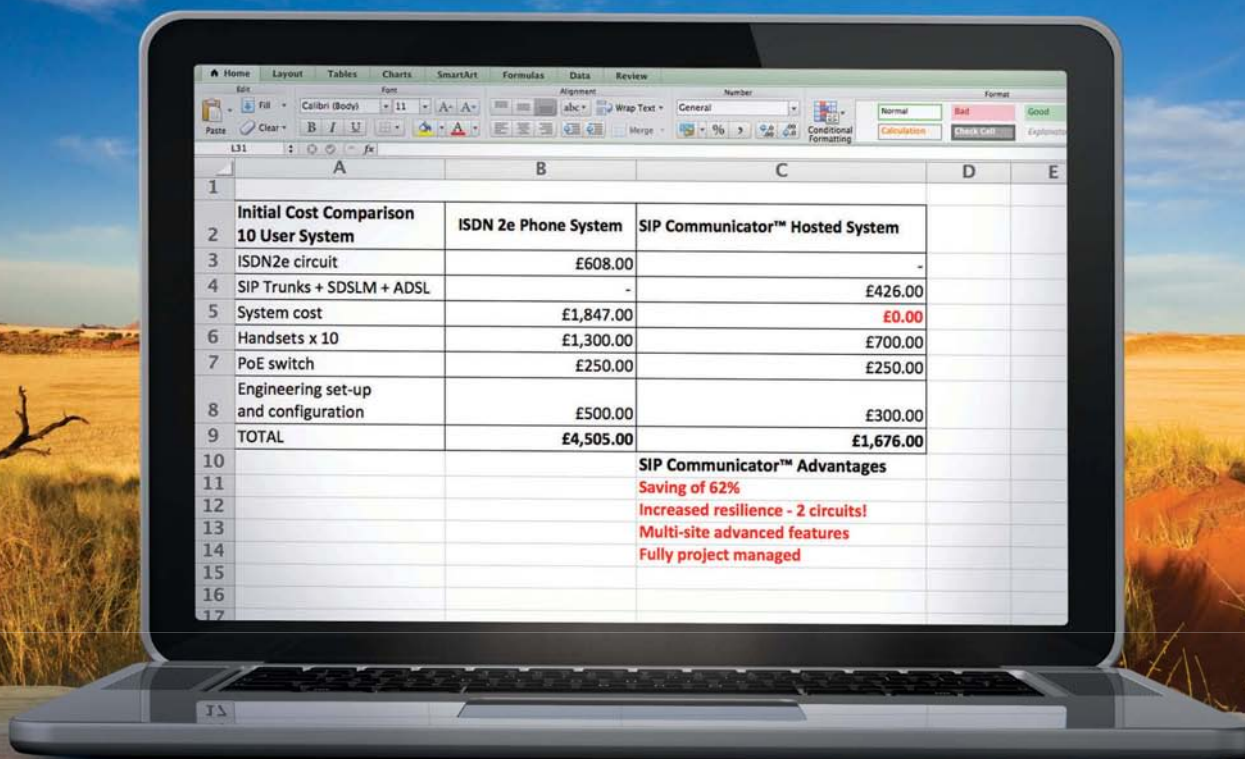 Home Layout Tables Charts SmartArt Formulas Data Review
Edit Font Alignment Number Format
Fill Calibri (Body) 11 A A abc Wrap Text General Normal Bad Good
Paste Clear B I U A Merge % Conditional Formatting Calculation Check Cell
L31 fx
A B C D E
1
2 Initial Cost Comparison 10 User System ISDN 2e Phone System SIP Communicator™ Hosted System
3 ISDN2e circuit £608.00 -
4 SIP Trunks + SDSLM + ADSL - £426.00
5 System cost £1,847.00 £0.00
6 Handsets x 10 £1,300.00 £700.00
7 PoE switch £250.00 £250.00
8 Engineering set-up and configuration £500.00 £300.00
9 TOTAL £4,505.00 £1,676.00
10 SIP Communicator™ Advantages
11 Saving of 62%
12 Increased resilience - 2 circuits!
13 Multi-site advanced features
14 Fully project managed
15
16
17